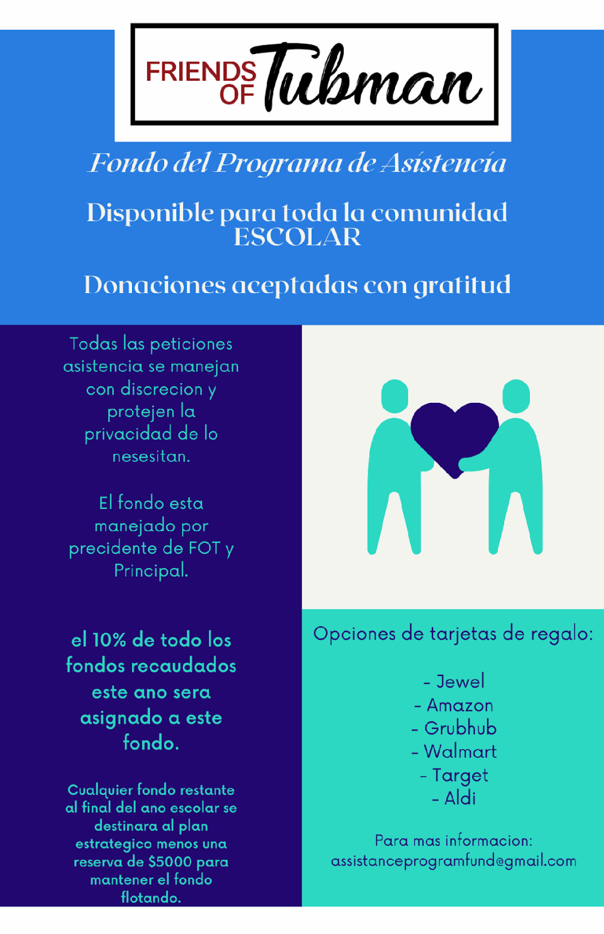 FRIENDS
OF Tubman
Fondo del Programa de Asistencia
Disponible para toda la comunidad
ESCOLAR
Donaciones aceptadas con gratitud
Todas las peticiones
asistencia se manejan
con discrecion y
protejen la
privacidad de lo
nesesitan.
El fondo esta
manejado por
precidente de FOT y
Principal.
el 10% de todo los
fondos recaudados
este ano sera
asignado a este
fondo.
Cualquier fondo restante
al final del ano escolar se
destinara al plan
estrategico menos una
reserva de $5000 para
mantener el fondo
flotando.
Opciones de tarjetas de regalo:
- Jewel
- Amazon
- Grubhub
- Walmart
- Target
- Aldi
Para mas informacion:
assistanceprogramfund@gmail.com